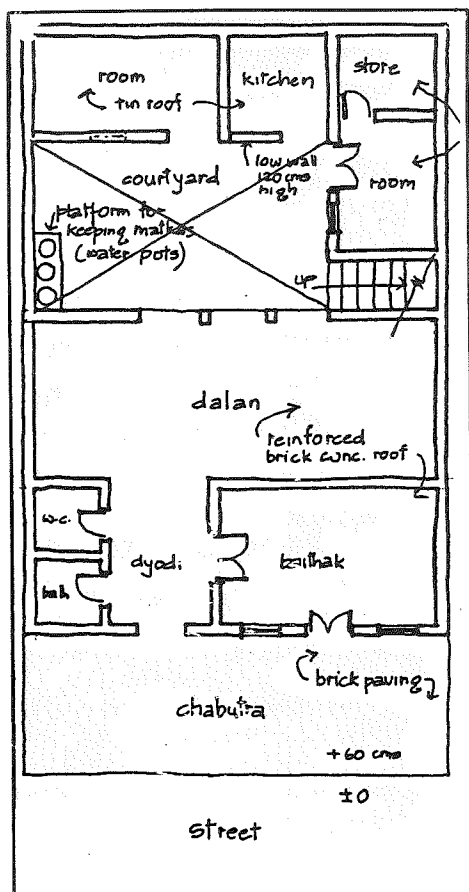 room
kitchen
store
tin roof
low wall
120 cms
high
courtyard
room
platform for
keeping matkas
(water pots)
up
dalan
reinforced
brick conc. roof
w.c.
dyodi
baithak
bath
brick paving
chabutra
+60 cms
±0
street